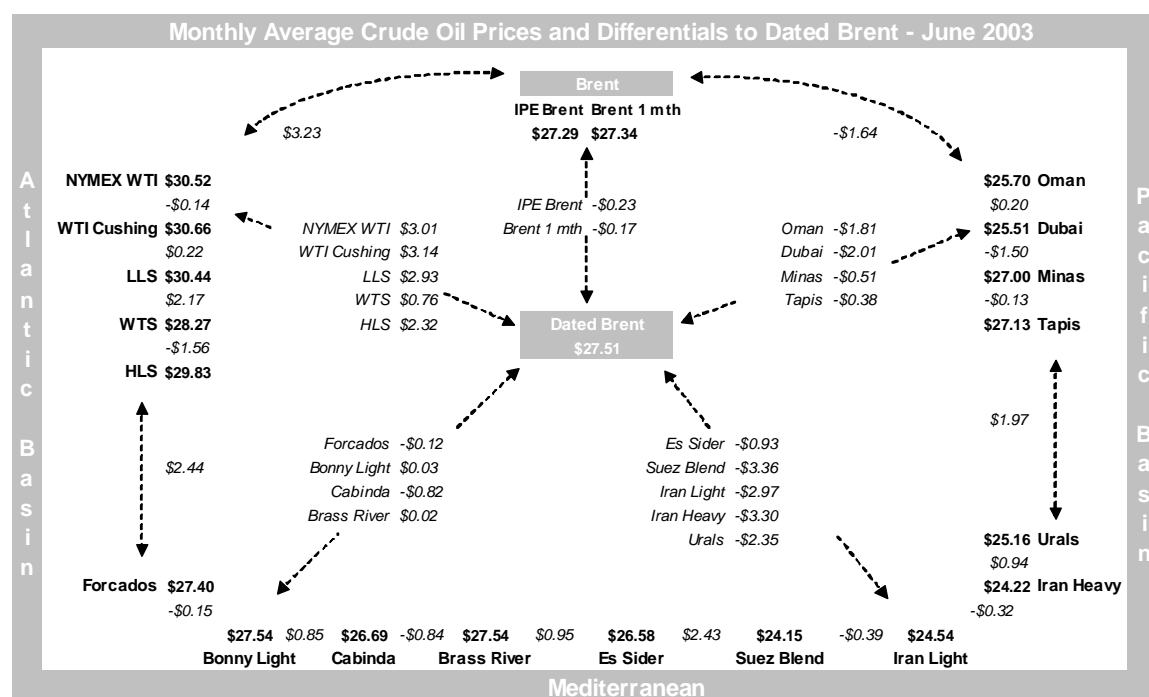 Monthly Average Crude Oil Prices and Differentials to Dated Brent - June 2003
Brent
IPE Brent Brent 1 mth
$27.29 $27.34
$3.23
-$1.64
Atlantic Basin
NYMEX WTI $30.52
-$0.14
WTI Cushing $30.66
$0.22
LLS $30.44
$2.17
WTS $28.27
-$1.56
HLS $29.83
NYMEX WTI $3.01
WTI Cushing $3.14
LLS $2.93
WTS $0.76
HLS $2.32
IPE Brent -$0.23
Brent 1 mth -$0.17
Oman -$1.81
Dubai -$2.01
Minas -$0.51
Tapis -$0.38
$25.70 Oman
$0.20
$25.51 Dubai
-$1.50
$27.00 Minas
-$0.13
$27.13 Tapis
Pacific Basin
Dated Brent
$27.51
$2.44
Forcados -$0.12
Bonny Light $0.03
Cabinda -$0.82
Brass River $0.02
Es Sider -$0.93
Suez Blend -$3.36
Iran Light -$2.97
Iran Heavy -$3.30
Urals -$2.35
$1.97
$25.16 Urals
$0.94
$24.22 Iran Heavy
-$0.32
Forcados $27.40
-$0.15
$27.54 $0.85 $26.69 -$0.84 $27.54 $0.95 $26.58 $2.43 $24.15 -$0.39 $24.54
Bonny Light Cabinda Brass River Es Sider Suez Blend Iran Light
Mediterranean